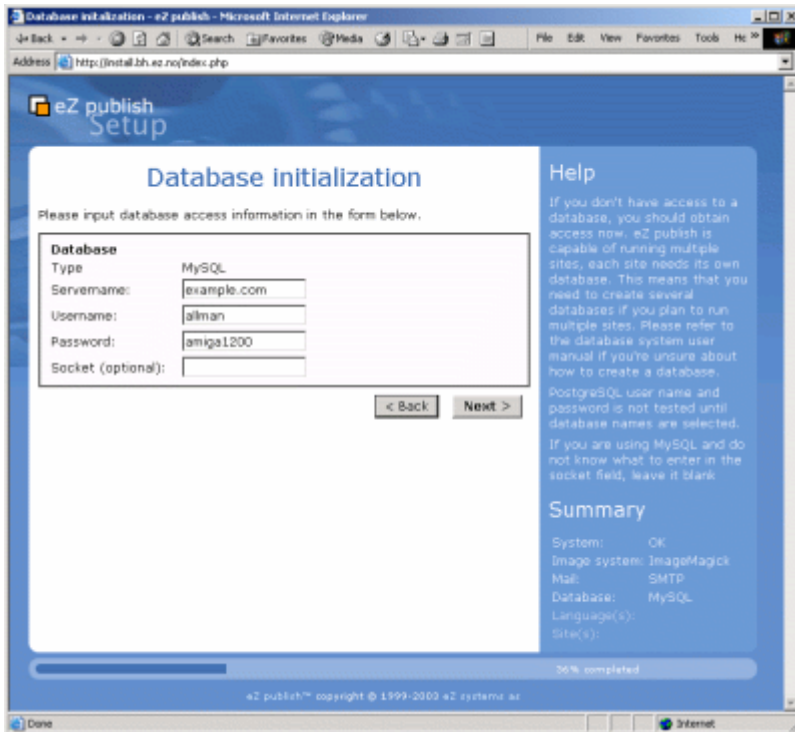 Database initalization - eZ publish - Microsoft Internet Explorer
Back Search Favorites Media File Edit View Favorites Tools He »
Address http://install.bh.ez.no/index.php
eZ publish
Setup
Database initialization
Please input database access information in the form below.
Database
Type MySQL
Servername: example.com
Username: allman
Password: amiga1200
Socket (optional):
< Back Next >
Help
If you don't have access to a
database, you should obtain
access now. eZ publish is
capable of running multiple
sites, each site needs its own
database. This means that you
need to create several
databases if you plan to run
multiple sites. Please refer to
the database system user
manual if you're unsure about
how to create a database.
PostgreSQL user name and
password is not tested until
database names are selected.
If you are using MySQL and do
not know what to enter in the
socket field, leave it blank
Summary
System: OK
Image system: ImageMagick
Mail: SMTP
Database: MySQL
Language(s):
Site(s):
36% completed
eZ publish™ copyright © 1999-2003 eZ systems as
Done Internet